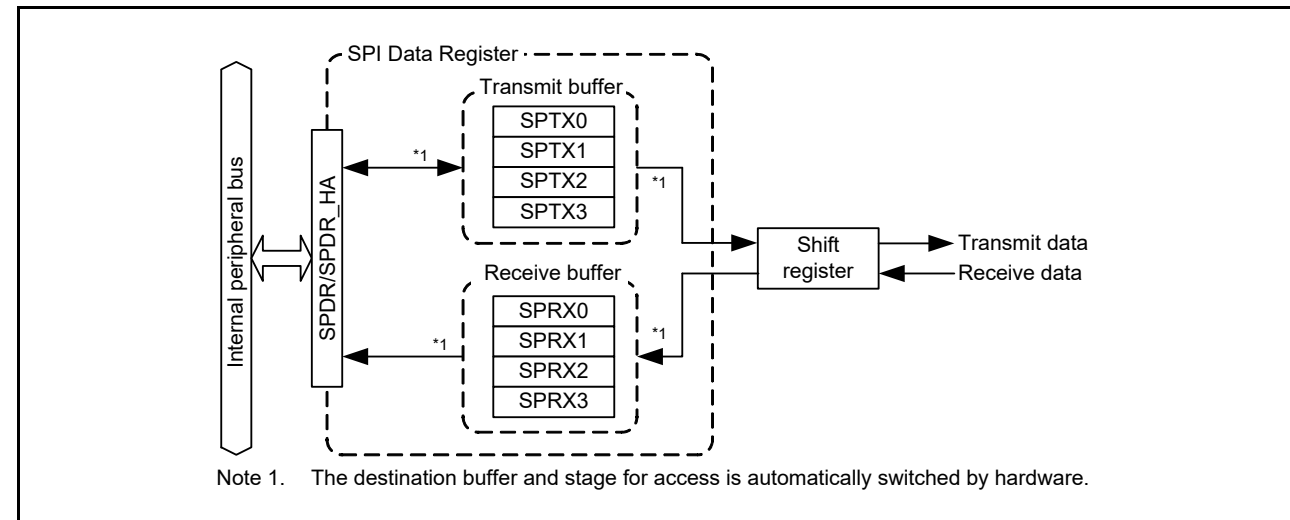 SPI Data Register
Transmit buffer
SPTX0
SPTX1
SPTX2
SPTX3
*1
*1
Internal peripheral bus
SPDR/SPDR_HA
Shift
register
Transmit data
Receive data
Receive buffer
SPRX0
SPRX1
SPRX2
SPRX3
*1
*1
Note 1. The destination buffer and stage for access is automatically switched by hardware.